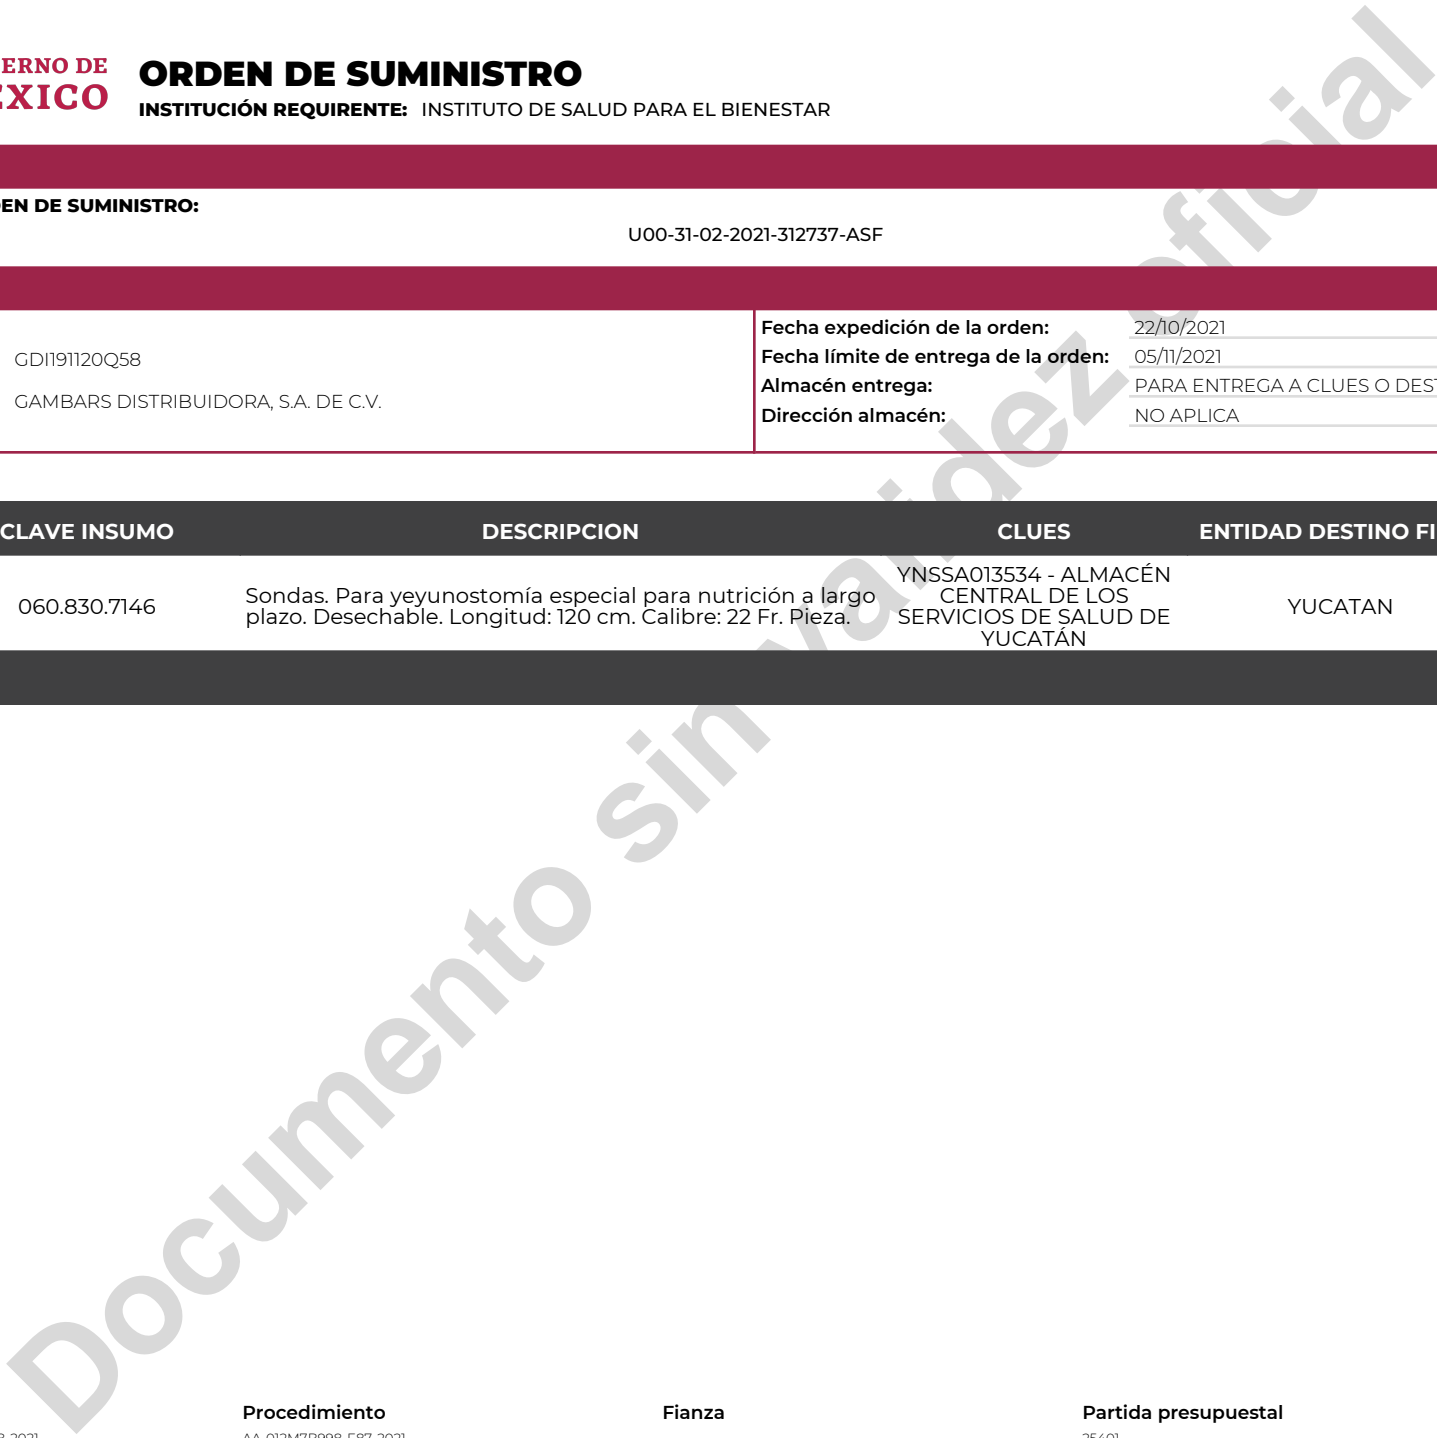 ERNO DE
EXICO
ORDEN DE SUMINISTRO
INSTITUCIÓN REQUIRENTE: INSTITUTO DE SALUD PARA EL BIENESTAR
EN DE SUMINISTRO:
U00-31-02-2021-312737-ASF
GDI191120Q58
GAMBARS DISTRIBUIDORA, S.A. DE C.V.
Fecha expedición de la orden: 22/10/2021
Fecha límite de entrega de la orden: 05/11/2021
Almacén entrega: PARA ENTREGA A CLUES O DEST
Dirección almacén: NO APLICA
CLAVE INSUMO DESCRIPCION CLUES ENTIDAD DESTINO FI
060.830.7146
Sondas. Para yeyunostomía especial para nutrición a largo
plazo. Desechable. Longitud: 120 cm. Calibre: 22 Fr. Pieza.
YNSSA013534 - ALMACÉN
CENTRAL DE LOS
SERVICIOS DE SALUD DE
YUCATÁN
YUCATAN
Documento sin validez oficial
Procedimiento Fianza Partida presupuestal